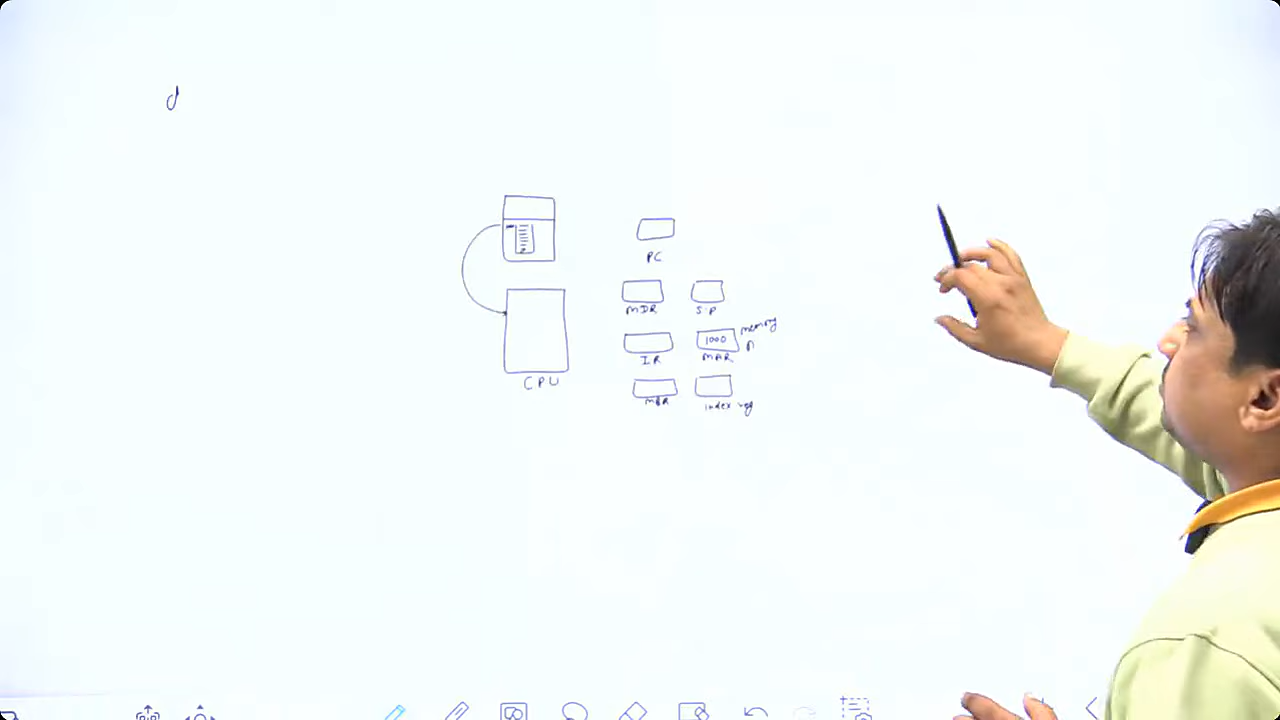 d
PC
MDR
S.P
1000
memory
IR
MAR
MBR
index reg
CPU